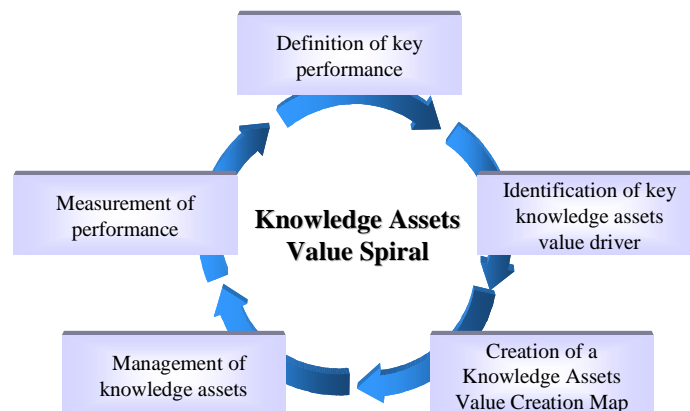 Definition of key
performance
Identification of key
knowledge assets
value driver
Creation of a
Knowledge Assets
Value Creation Map
Management of
knowledge assets
Measurement of
performance
Knowledge Assets
Value Spiral